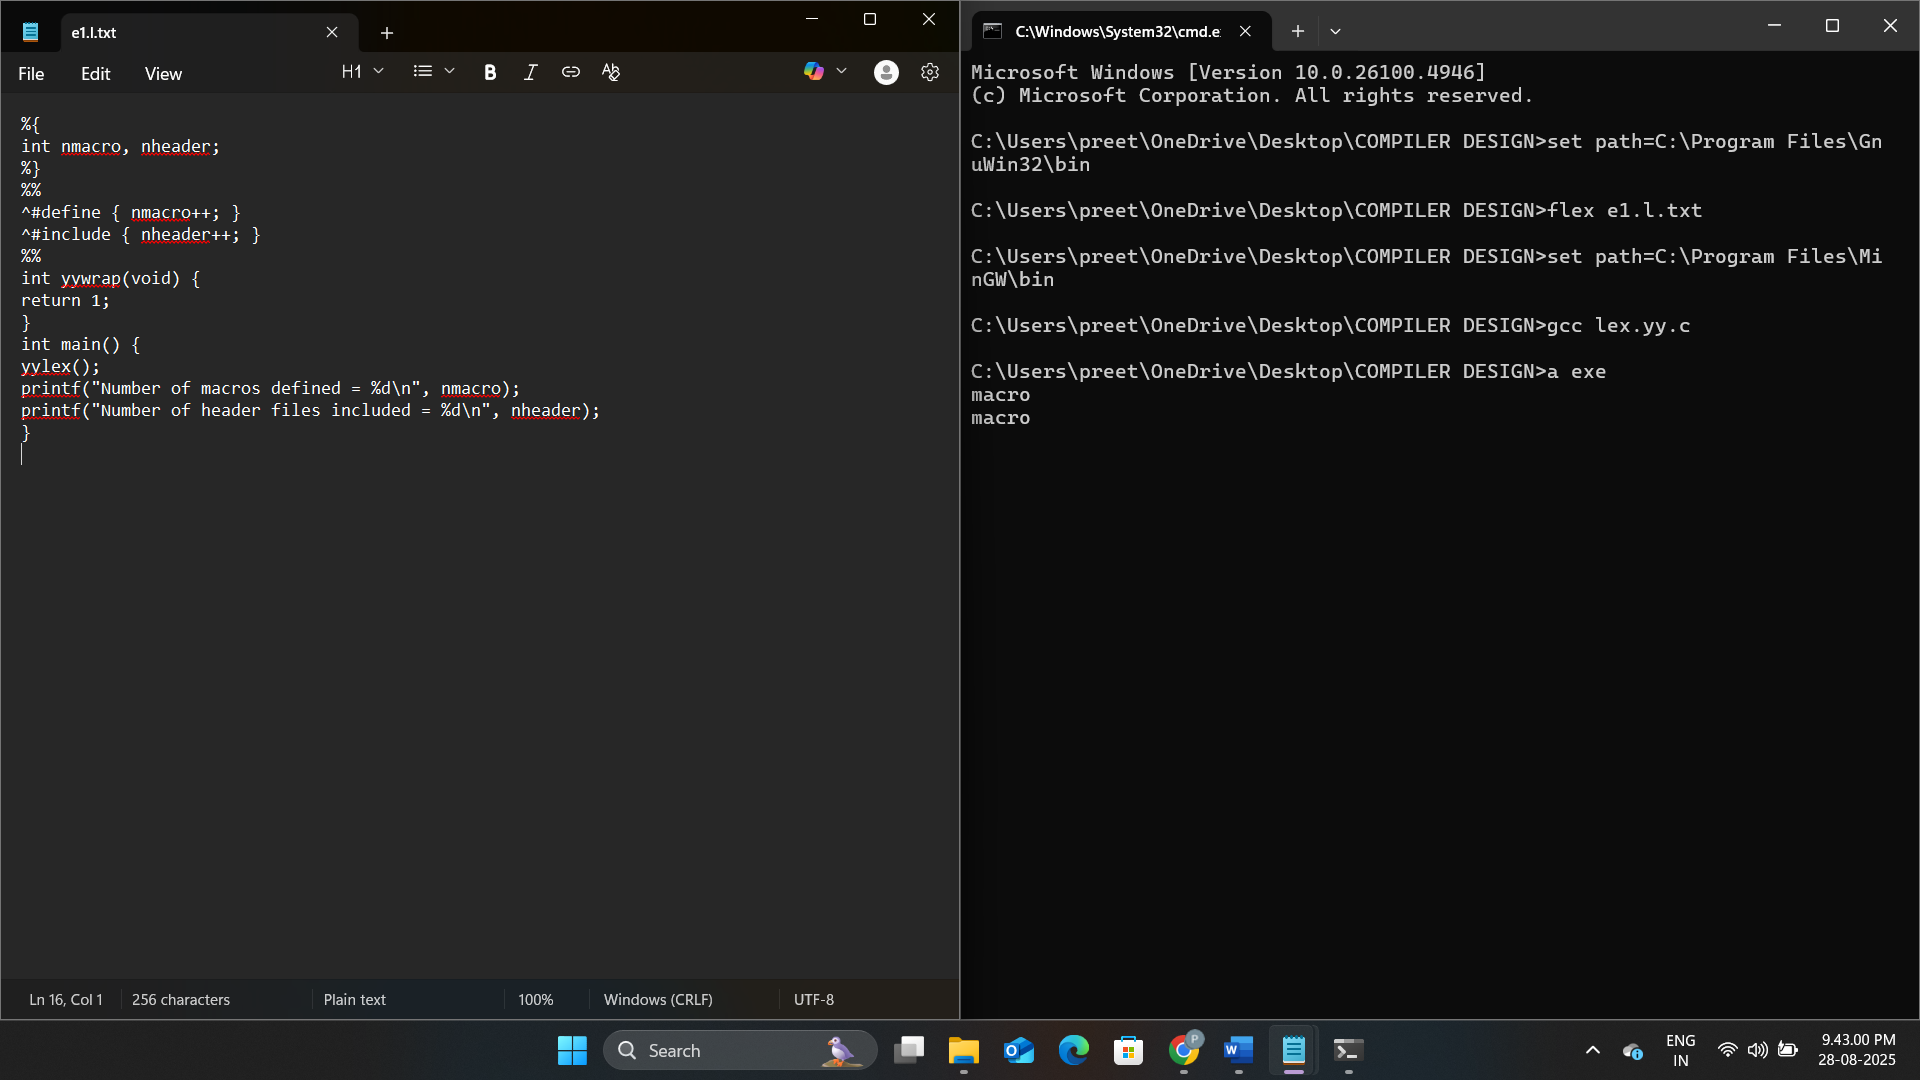 e1.l.txt
File Edit View H1
%{
int nmacro, nheader;
%}
%%
^#define { nmacro++; }
^#include { nheader++; }
%%
int yywrap(void) {
return 1;
}
int main() {
yylex();
printf("Number of macros defined = %d\n", nmacro);
printf("Number of header files included = %d\n", nheader);
}
Ln 16, Col 1 256 characters Plain text 100% Windows (CRLF) UTF-8
C:\Windows\System32\cmd.e
Microsoft Windows [Version 10.0.26100.4946]
(c) Microsoft Corporation. All rights reserved.
C:\Users\preet\OneDrive\Desktop\COMPILER DESIGN>set path=C:\Program Files\Gn
uWin32\bin
C:\Users\preet\OneDrive\Desktop\COMPILER DESIGN>flex e1.l.txt
C:\Users\preet\OneDrive\Desktop\COMPILER DESIGN>set path=C:\Program Files\Mi
nGW\bin
C:\Users\preet\OneDrive\Desktop\COMPILER DESIGN>gcc lex.yy.c
C:\Users\preet\OneDrive\Desktop\COMPILER DESIGN>a exe
macro
macro
Search
ENG
IN
9.43.00 PM
28-08-2025